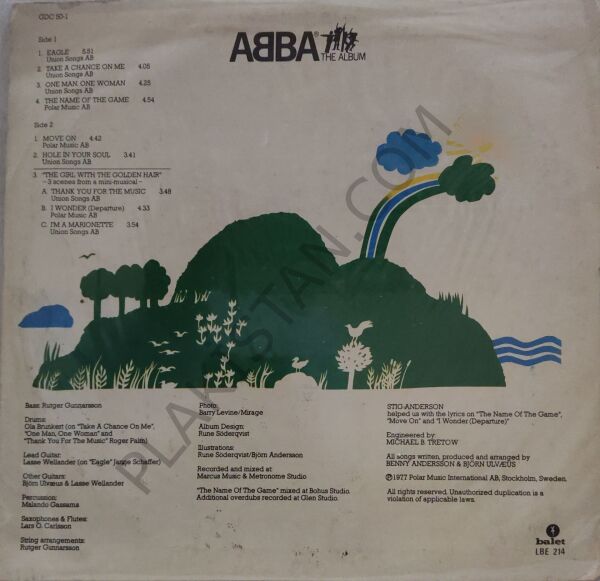 GDC 50-1
ABBA THE ALBUM
Side 1
1. EAGLE 5.51
Union Songs AB
2. TAKE A CHANCE ON ME 4.05
Union Songs AB
3. ONE MAN, ONE WOMAN 4.25
Union Songs AB
4. THE NAME OF THE GAME 4.54
Polar Music AB
Side 2
1. MOVE ON 4.42
Polar Music AB
2. HOLE IN YOUR SOUL 3.41
Union Songs AB
3. "THE GIRL WITH THE GOLDEN HAIR"
-3 scenes from a mini-musical-
A. THANK YOU FOR THE MUSIC 3.48
Union Songs AB
B. I WONDER (Departure) 4.33
Polar Music AB
C. I'M A MARIONETTE 3.54
Union Songs AB
PLAKISTAN.COM
Bass: Rutger Gunnarsson
Drums:
Ola Brunkert (on "Take A Chance On Me",
"One Man, One Woman" and
"Thank You For The Music" Roger Palm)
Lead Guitar:
Lasse Wellander (on "Eagle" Janne Schaffer)
Other Guitars:
Björn Ulvæus & Lasse Wellander
Percussion:
Malando Gassama
Saxophones & Flutes:
Lars O. Carlsson
String arrangements:
Rutger Gunnarsson
Photo:
Barry Levine/Mirage
Album Design:
Rune Söderqvist
Illustrations:
Rune Söderqvist/Björn Andersson
Recorded and mixed at:
Marcus Music & Metronome Studio
"The Name Of The Game" mixed at Bohus Studio.
Additional overdubs recorded at Glen Studio.
STIG ANDERSON
helped us with the lyrics on "The Name Of The Game",
"Move On" and "I Wonder (Departure)"
Engineered by:
MICHAEL B. TRETOW
All songs written, produced and arranged by
BENNY ANDERSSON & BJÖRN ULVÆUS
℗1977 Polar Music International AB, Stockholm, Sweden.
All rights reserved. Unauthorized duplication is a
violation of applicable laws.
balet
LBE 214